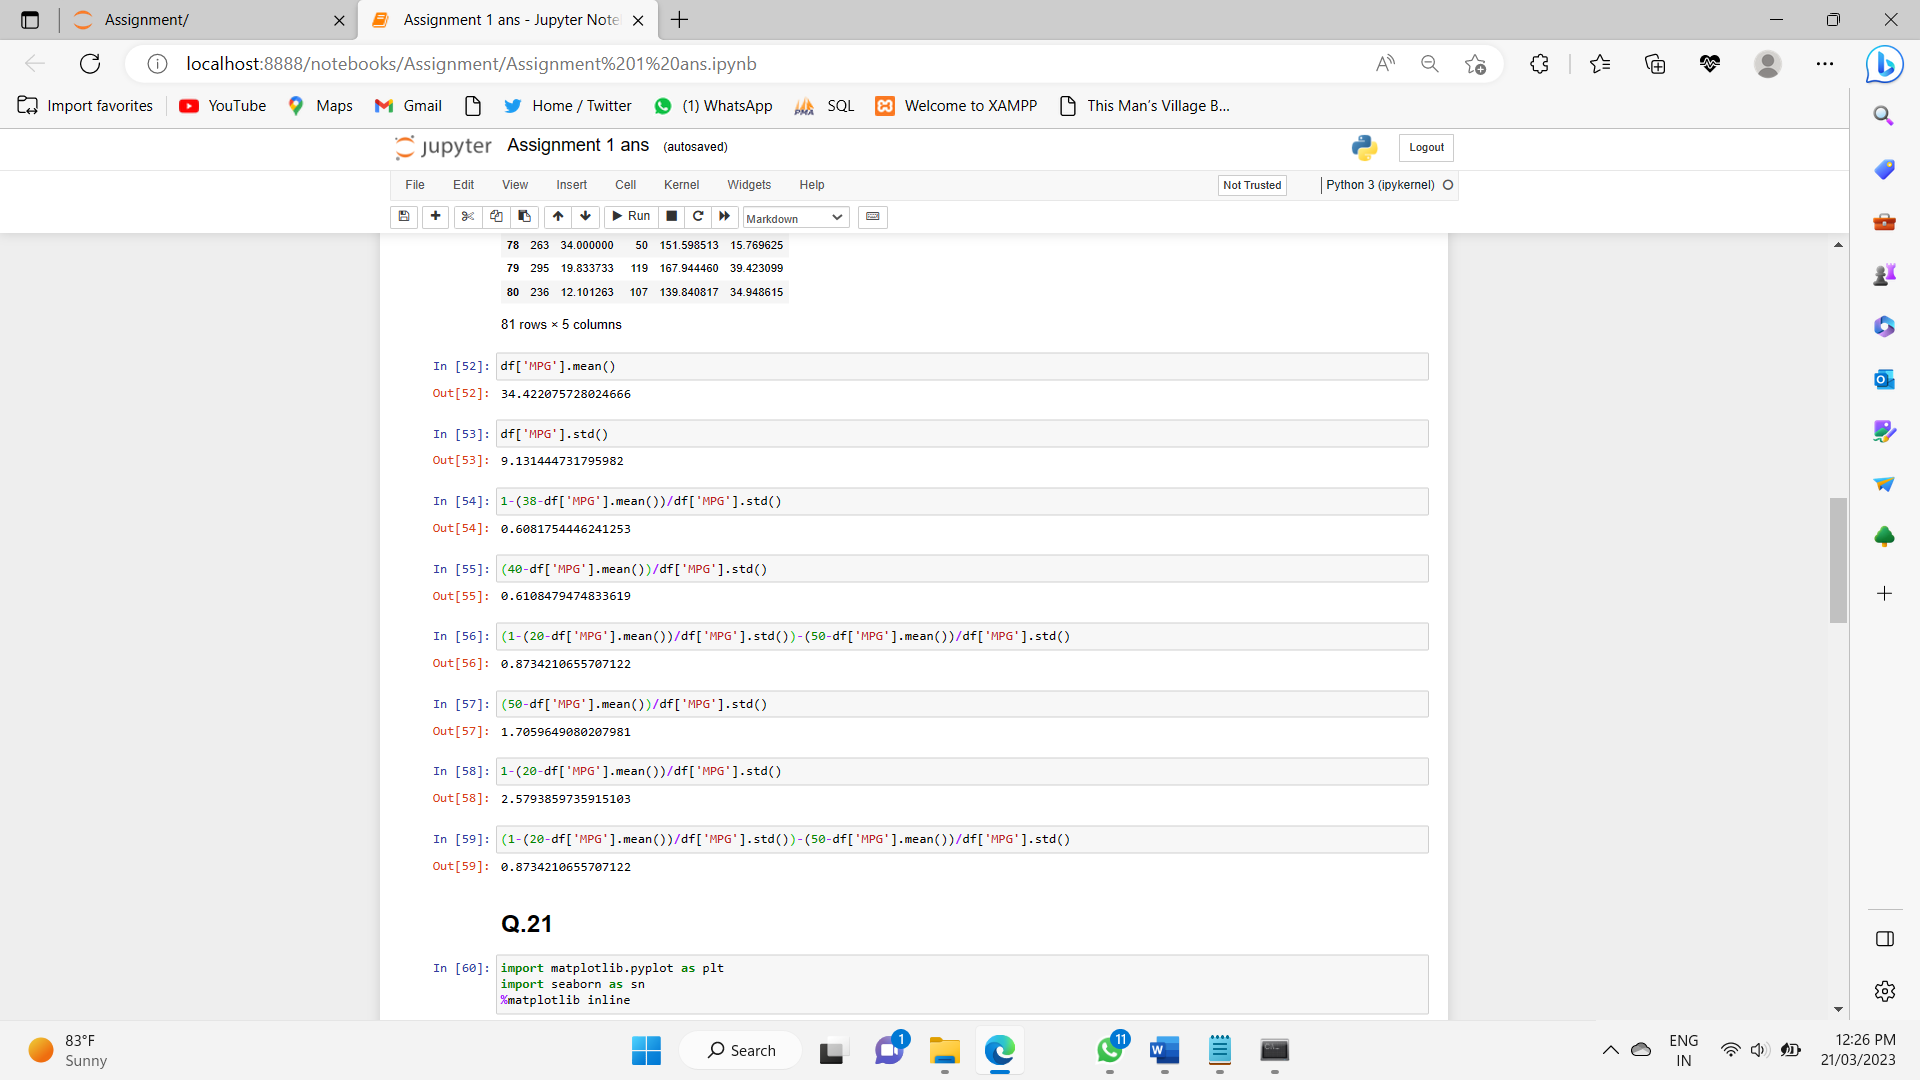 Assignment/
Assignment 1 ans - Jupyter Note
localhost:8888/notebooks/Assignment/Assignment%201%20ans.ipynb
Import favorites
YouTube
Maps
Gmail
Home / Twitter
(1) WhatsApp
SQL
Welcome to XAMPP
This Man's Village B...
jupyter Assignment 1 ans (autosaved)
Logout
File Edit View Insert Cell Kernel Widgets Help
Not Trusted
Python 3 (ipykernel)
Run
Markdown
78 263 34.000000 50 151.598513 15.769625
79 295 19.833733 119 167.944460 39.423099
80 236 12.101263 107 139.840817 34.948615
81 rows × 5 columns
In [52]: df['MPG'].mean()
Out[52]: 34.422075728024666
In [53]: df['MPG'].std()
Out[53]: 9.131444731795982
In [54]: 1-(38-df['MPG'].mean())/df['MPG'].std()
Out[54]: 0.6081754446241253
In [55]: (40-df['MPG'].mean())/df['MPG'].std()
Out[55]: 0.6108479474833619
In [56]: (1-(20-df['MPG'].mean())/df['MPG'].std())-(50-df['MPG'].mean())/df['MPG'].std()
Out[56]: 0.8734210655707122
In [57]: (50-df['MPG'].mean())/df['MPG'].std()
Out[57]: 1.7059649080207981
In [58]: 1-(20-df['MPG'].mean())/df['MPG'].std()
Out[58]: 2.5793859735915103
In [59]: (1-(20-df['MPG'].mean())/df['MPG'].std())-(50-df['MPG'].mean())/df['MPG'].std()
Out[59]: 0.8734210655707122
Q.21
In [60]: import matplotlib.pyplot as plt
import seaborn as sn
%matplotlib inline
83°F
Sunny
Search
1
11
ENG
IN
12:26 PM
21/03/2023